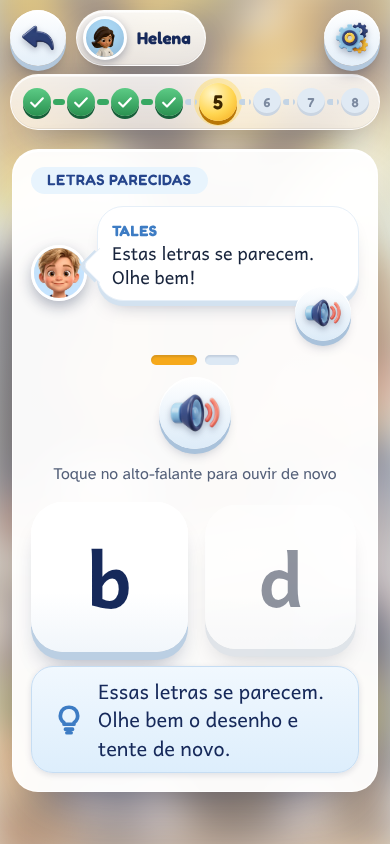 Helena
5
6
7
8
LETRAS PARECIDAS
TALES
Estas letras se parecem.
Olhe bem!
Toque no alto-falante para ouvir de novo
b
d
Essas letras se parecem.
Olhe bem o desenho e
tente de novo.